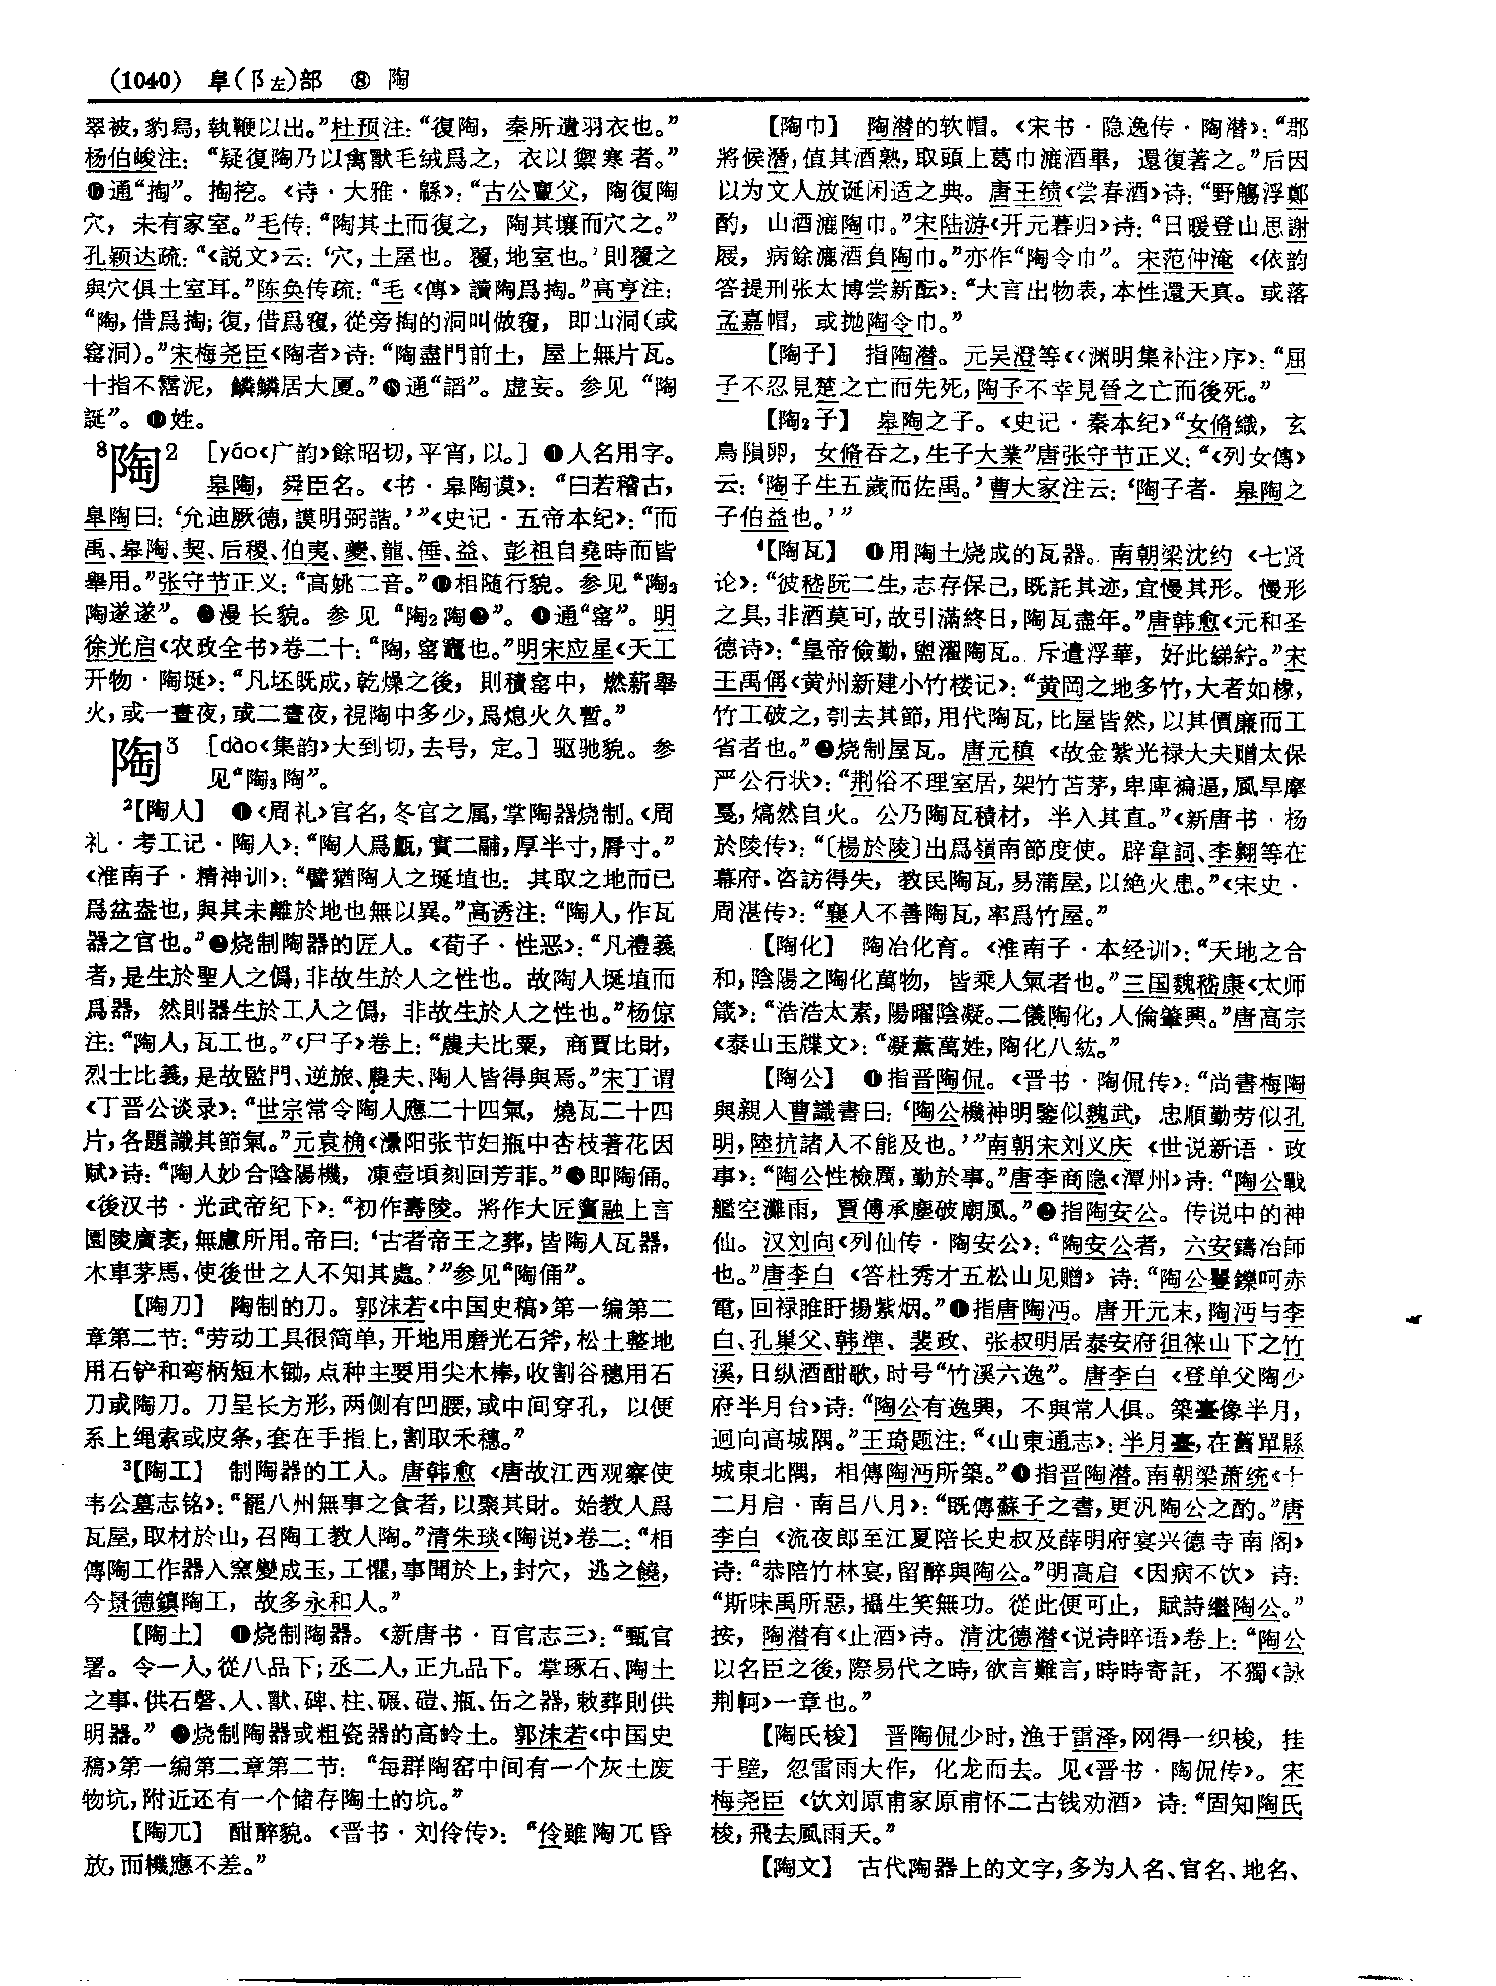 (1040) 阜(阝左)部 ⑧ 陶
翠被，豹舄，執鞭以出。”杜预注：“復陶，秦所遺羽衣也。”
杨伯峻注：“疑復陶乃以禽獸毛绒爲之，衣以禦寒者。”
⓱通“掏”。掏挖。《诗·大雅·緜》：“古公亶父，陶復陶
穴，未有家室。”毛传：“陶其土而復之，陶其壤而穴之。”
孔颖达疏：“《説文》云：‘穴，土屋也。覆，地室也。’則覆之
與穴俱土室耳。”陈奂传疏：“毛《傳》讀陶爲掏。”高亨注：
“陶，借爲掏；復，借爲覆，從旁掏的洞叫做覆，即山洞(或
窰洞)。”宋梅尧臣《陶者》诗：“陶盡門前土，屋上無片瓦。
十指不霑泥，鱗鱗居大厦。”⓲通“謟”。虚妄。参见“陶
誕”。⓳姓。
8陶2 [yáo《广韵》餘昭切，平宵，以。] ❶人名用字。
皋陶，舜臣名。《书·皋陶谟》：“曰若稽古，
皋陶曰：‘允迪厥德，謨明弼諧。’”《史记·五帝本纪》：“而
禹、皋陶、契、后稷、伯夷、夔、龍、倕、益、彭祖自堯時而皆
舉用。”张守节正义：“高姚二音。”❷相随行貌。参见“陶2
陶遂遂”。❸漫长貌。参见“陶2陶❷”。❹通“窰”。明
徐光启《农政全书》卷二十：“陶，窰竈也。”明宋应星《天工
开物·陶埏》：“凡坯既成，乾燥之後，則積窰中，燃薪舉
火，或一晝夜，或二晝夜，視陶中多少，爲熄火久暫。”
陶3 [dào《集韵》大到切，去号，定。] 驱驰貌。参
见“陶3陶”。
2【陶人】 ❶《周礼》官名，冬官之属，掌陶器烧制。《周
礼·考工记·陶人》：“陶人爲甗，實二鬴，厚半寸，脣寸。”
《淮南子·精神训》：“譬猶陶人之埏埴也：其取之地而已
爲盆盎也，與其未離於地也無以異。”高诱注：“陶人，作瓦
器之官也。”❷烧制陶器的匠人。《荀子·性恶》：“凡禮義
者，是生於聖人之僞，非故生於人之性也。故陶人埏埴而
爲器，然則器生於工人之僞，非故生於人之性也。”杨倞
注：“陶人，瓦工也。”《尸子》卷上：“農夫比粟，商賈比財，
烈士比義，是故監門、逆旅、農夫、陶人皆得與焉。”宋丁谓
《丁晋公谈录》：“世宗常令陶人應二十四氣，燒瓦二十四
片，各題識其節氣。”元袁桷《灤阳张节妇瓶中杏枝著花因
赋》诗：“陶人妙合陰陽機，凍壺頃刻回芳菲。”❸即陶俑。
《後汉书·光武帝纪下》：“初作壽陵。將作大匠竇融上言
園陵廣袤，無慮所用。帝曰：‘古者帝王之葬，皆陶人瓦器，
木車茅馬，使後世之人不知其處。’”参见“陶俑”。
【陶刀】 陶制的刀。郭沫若《中国史稿》第一编第二
章第二节：“劳动工具很简单，开地用磨光石斧，松土整地
用石铲和弯柄短木锄，点种主要用尖木棒，收割谷穗用石
刀或陶刀。刀呈长方形，两侧有凹腰，或中间穿孔，以便
系上绳索或皮条，套在手指上，割取禾穗。”
3【陶工】 制陶器的工人。唐韩愈《唐故江西观察使
韦公墓志铭》：“罷八州無事之食者，以聚其財。始教人爲
瓦屋，取材於山，召陶工教人陶。”清朱琰《陶说》卷二：“相
傳陶工作器入窯變成玉，工懼，事聞於上，封穴，逃之饒，
今景德鎮陶工，故多永和人。”
【陶土】 ❶烧制陶器。《新唐书·百官志三》：“甄官
署。令一人，從八品下；丞二人，正九品下。掌琢石、陶土
之事，供石磬、人、獸、碑、柱、碾、磑、瓶、缶之器，敕葬則供
明器。”❷烧制陶器或粗瓷器的高岭土。郭沫若《中国史
稿》第一编第二章第二节：“每群陶窑中间有一个灰土废
物坑，附近还有一个储存陶土的坑。”
【陶兀】 酣醉貌。《晋书·刘伶传》：“伶雖陶兀昏
放，而機應不差。”
【陶巾】 陶潜的软帽。《宋书·隐逸传·陶潜》：“郡
將候潛，值其酒熟，取頭上葛巾漉酒畢，還復著之。”后因
以为文人放诞闲适之典。唐王绩《尝春酒》诗：“野觴浮鄭
酌，山酒漉陶巾。”宋陆游《开元暮归》诗：“日暖登山思謝
屐，病餘漉酒負陶巾。”亦作“陶令巾”。宋范仲淹《依韵
答提刑张太博尝新酝》：“大言出物表，本性還天真。或落
孟嘉帽，或抛陶令巾。”
【陶子】 指陶潜。元吴澄等《〈渊明集补注〉序》：“屈
子不忍見楚之亡而先死，陶子不幸見晉之亡而後死。”
【陶2子】 皋陶之子。《史记·秦本纪》“女脩織，玄
鳥隕卵，女脩吞之，生子大業”唐张守节正义：“《列女傳》
云：‘陶子生五歲而佐禹。’曹大家注云：‘陶子者，皋陶之
子伯益也。’”
4【陶瓦】 ❶用陶土烧成的瓦器。南朝梁沈约《七贤
论》：“彼嵇阮二生，志存保己，既託其迹，宜慢其形。慢形
之具，非酒莫可，故引滿終日，陶瓦盡年。”唐韩愈《元和圣
德诗》：“皇帝儉勤，盥濯陶瓦。斥遣浮華，好此綈紵。”宋
王禹偁《黄州新建小竹楼记》：“黄岡之地多竹，大者如椽，
竹工破之，刳去其節，用代陶瓦，比屋皆然，以其價廉而工
省者也。”❷烧制屋瓦。唐元稹《故金紫光禄大夫赠太保
严公行状》：“荆俗不理室居，架竹苫茅，卑庳褊逼，風旱摩
戛，熇然自火。公乃陶瓦積材，半入其直。”《新唐书·杨
於陵传》：“〔楊於陵〕出爲嶺南節度使。辟韋詞、李翺等在
幕府，咨訪得失，教民陶瓦，易蒲屋，以絶火患。”《宋史·
周湛传》：“襄人不善陶瓦，率爲竹屋。”
【陶化】 陶冶化育。《淮南子·本经训》：“天地之合
和，陰陽之陶化萬物，皆乘人氣者也。”三国魏嵇康《太师
箴》：“浩浩太素，陽曜陰凝。二儀陶化，人倫肇興。”唐高宗
《泰山玉牒文》：“凝薰萬姓，陶化八紘。”
【陶公】 ❶指晋陶侃。《晋书·陶侃传》：“尚書梅陶
與親人曹識書曰：‘陶公機神明鑒似魏武，忠順勤劳似孔
明，陸抗諸人不能及也。’”南朝宋刘义庆《世说新语·政
事》：“陶公性檢厲，勤於事。”唐李商隐《潭州》诗：“陶公戰
艦空灘雨，賈傅承塵破廟風。”❷指陶安公。传说中的神
仙。汉刘向《列仙传·陶安公》：“陶安公者，六安鑄冶師
也。”唐李白《答杜秀才五松山见赠》诗：“陶公矍鑠呵赤
電，回禄睢盱揚紫烟。”❸指唐陶沔。唐开元末，陶沔与李
白、孔巢父、韩準、裴政、张叔明居泰安府徂徕山下之竹
溪，日纵酒酣歌，时号“竹溪六逸”。唐李白《登单父陶少
府半月台》诗：“陶公有逸興，不與常人俱。築臺像半月，
迥向高城隅。”王琦题注：“《山東通志》：半月臺，在舊單縣
城東北隅，相傳陶沔所築。”❹指晋陶潜。南朝梁萧统《十
二月启·南吕八月》：“既傳蘇子之書，更汎陶公之酌。”唐
李白《流夜郎至江夏陪长史叔及薛明府宴兴德寺南阁》
诗：“恭陪竹林宴，留醉與陶公。”明高启《因病不饮》诗：
“斯味禹所惡，攝生笑無功。從此便可止，賦詩繼陶公。”
按，陶潜有《止酒》诗。清沈德潜《说诗晬语》卷上：“陶公
以名臣之後，際易代之時，欲言難言，時時寄託，不獨《詠
荆軻》一章也。”
【陶氏梭】 晋陶侃少时，渔于雷泽，网得一织梭，挂
于壁，忽雷雨大作，化龙而去。见《晋书·陶侃传》。宋
梅尧臣《饮刘原甫家原甫怀二古钱劝酒》诗：“固知陶氏
梭，飛去風雨天。”
【陶文】 古代陶器上的文字，多为人名、官名、地名、